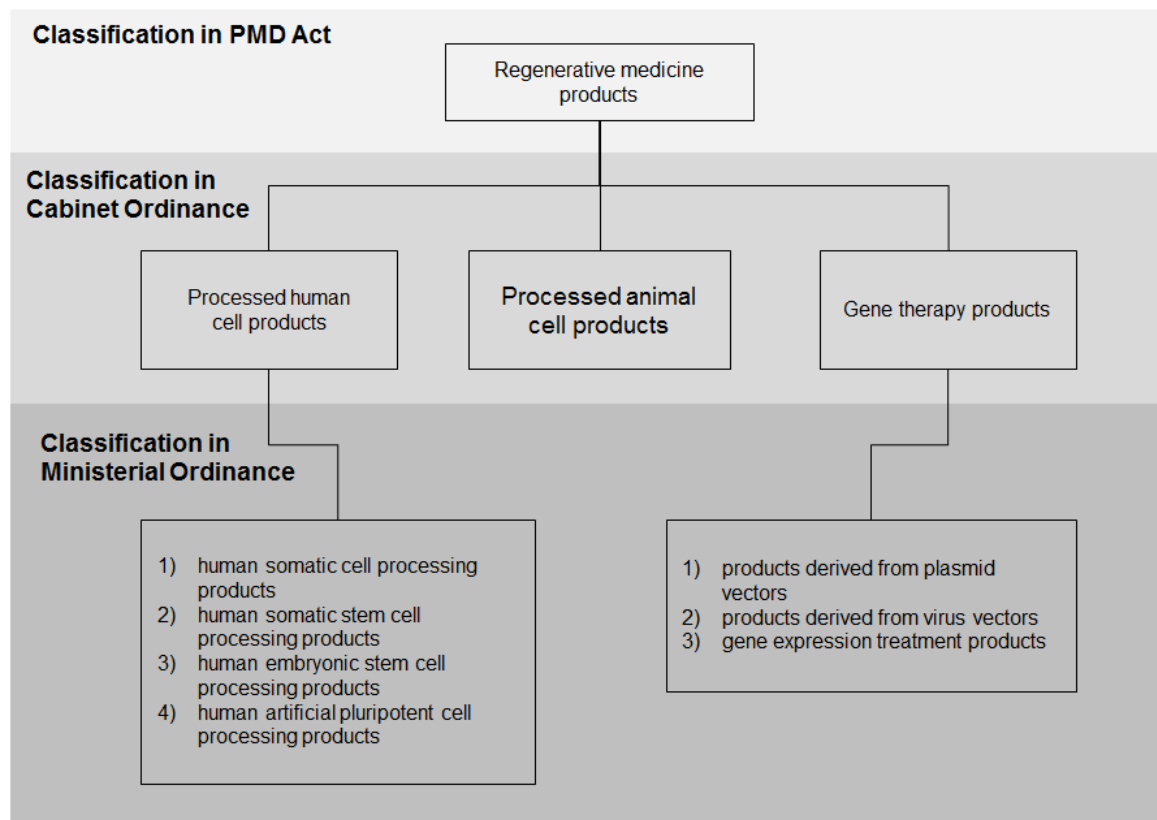 Classification in PMD Act
Regenerative medicine
products
Classification in
Cabinet Ordinance
Processed human
cell products
Processed animal
cell products
Gene therapy products
Classification in
Ministerial Ordinance
1) human somatic cell processing
products
2) human somatic stem cell
processing products
3) human embryonic stem cell
processing products
4) human artificial pluripotent cell
processing products
1) products derived from plasmid
vectors
2) products derived from virus vectors
3) gene expression treatment products